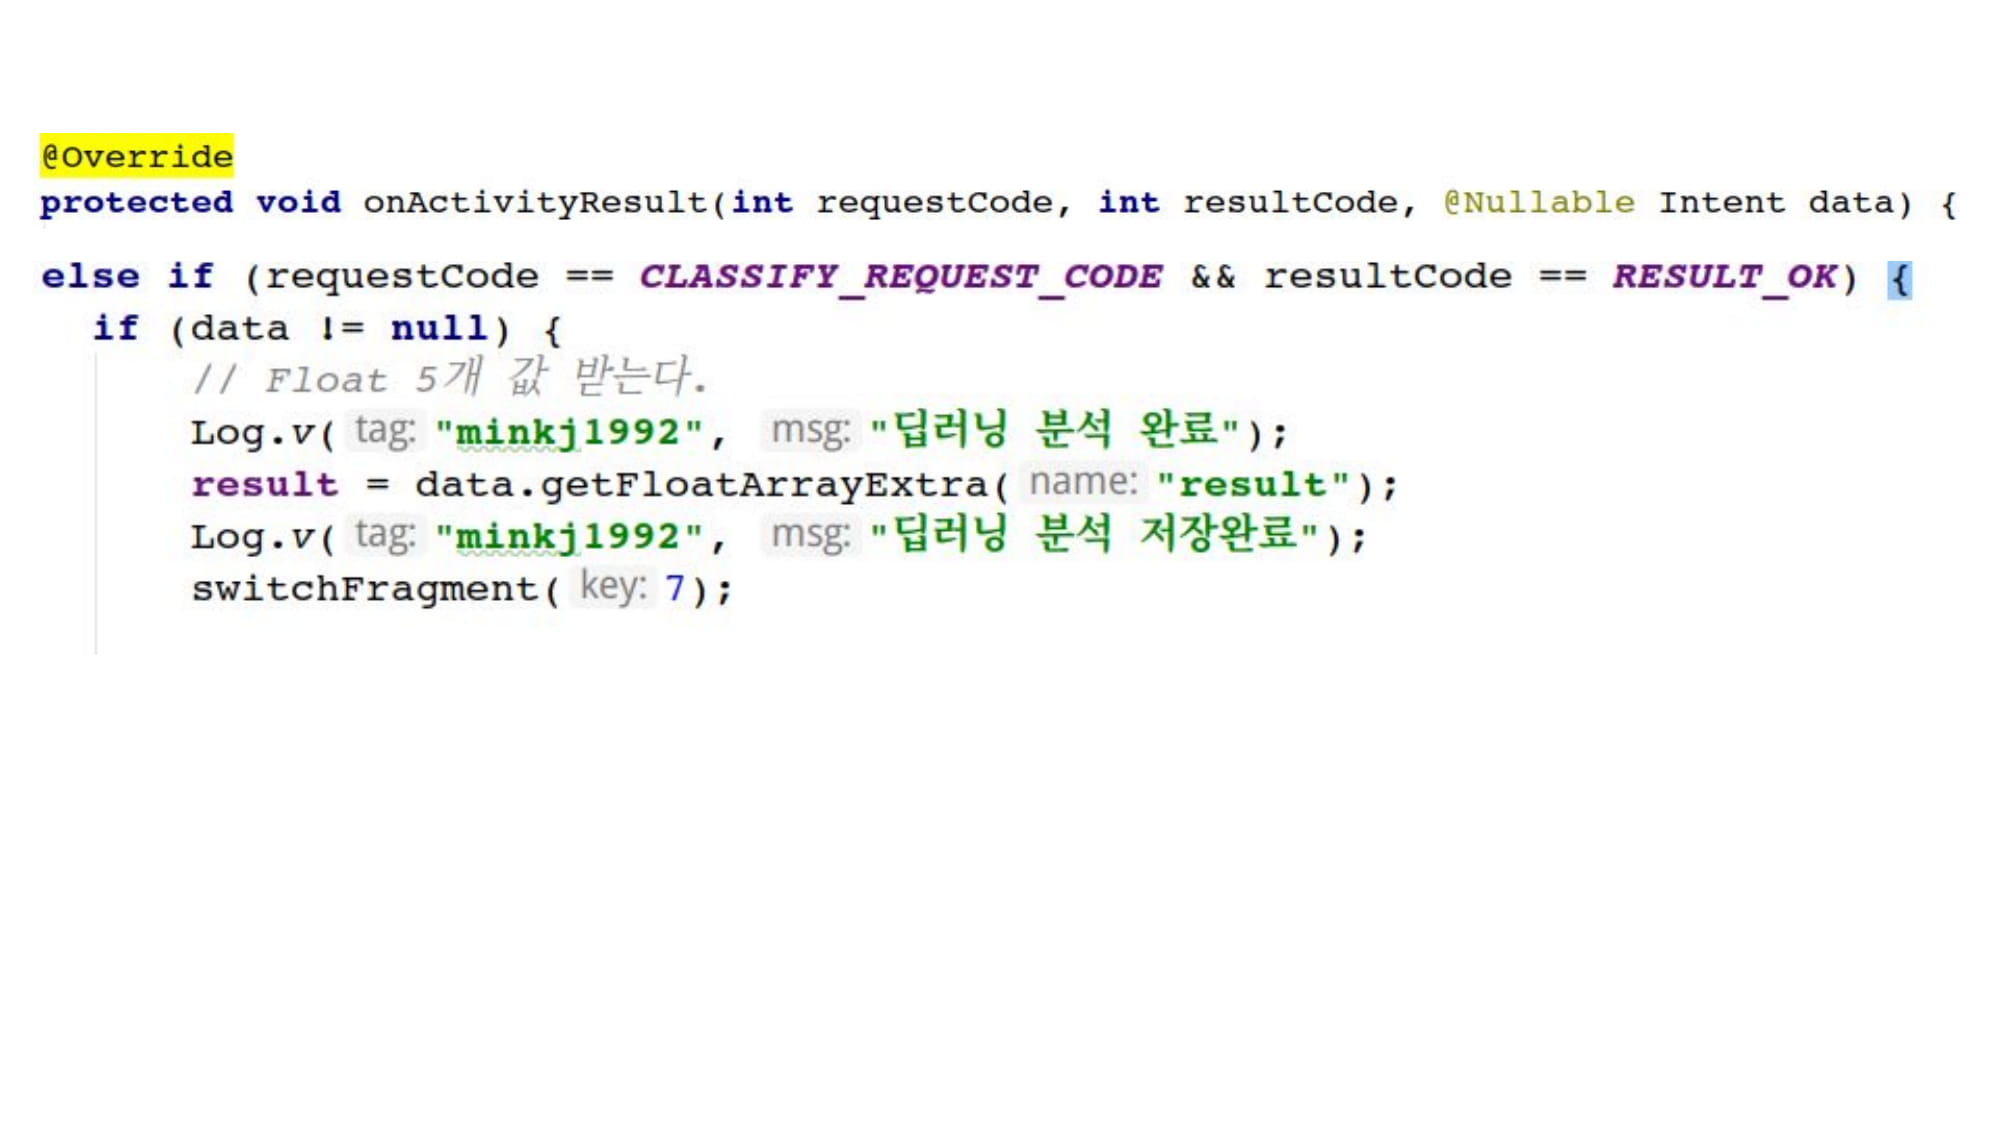 @Override
protected void onActivityResult(int requestCode, int resultCode, @Nullable Intent data) {
else if (requestCode == CLASSIFY_REQUEST_CODE && resultCode == RESULT_OK) {
if (data != null) {
// Float 5개 값 받는다.
Log.v( tag: "minkj1992", msg: "딥러닝 분석 완료");
result = data.getFloatArrayExtra( name: "result");
Log.v( tag: "minkj1992", msg: "딥러닝 분석 저장완료");
switchFragment( key: 7);